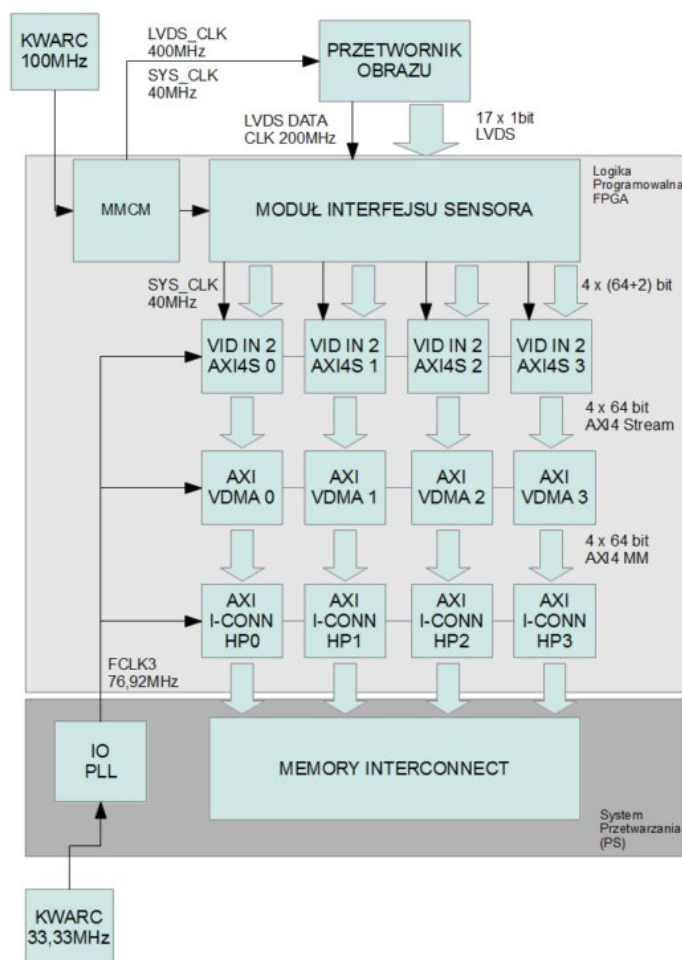 KWARC
100MHz
LVDS_CLK
400MHz
SYS_CLK
40MHz
PRZETWORNIK
OBRAZU
LVDS DATA
CLK 200MHz
17 x 1bit
LVDS
Logika
Programowalna
FPGA
MMCM
MODUŁ INTERFEJSU SENSORA
SYS_CLK
40MHz
4 x (64+2) bit
VID IN 2
AXI4S 0
VID IN 2
AXI4S 1
VID IN 2
AXI4S 2
VID IN 2
AXI4S 3
4 x 64 bit
AXI4 Stream
AXI
VDMA 0
AXI
VDMA 1
AXI
VDMA 2
AXI
VDMA 3
4 x 64 bit
AXI4 MM
AXI
I-CONN
HP0
AXI
I-CONN
HP1
AXI
I-CONN
HP2
AXI
I-CONN
HP3
FCLK3
76,92MHz
IO
PLL
MEMORY INTERCONNECT
System
Przetwarzania
(PS)
KWARC
33,33MHz